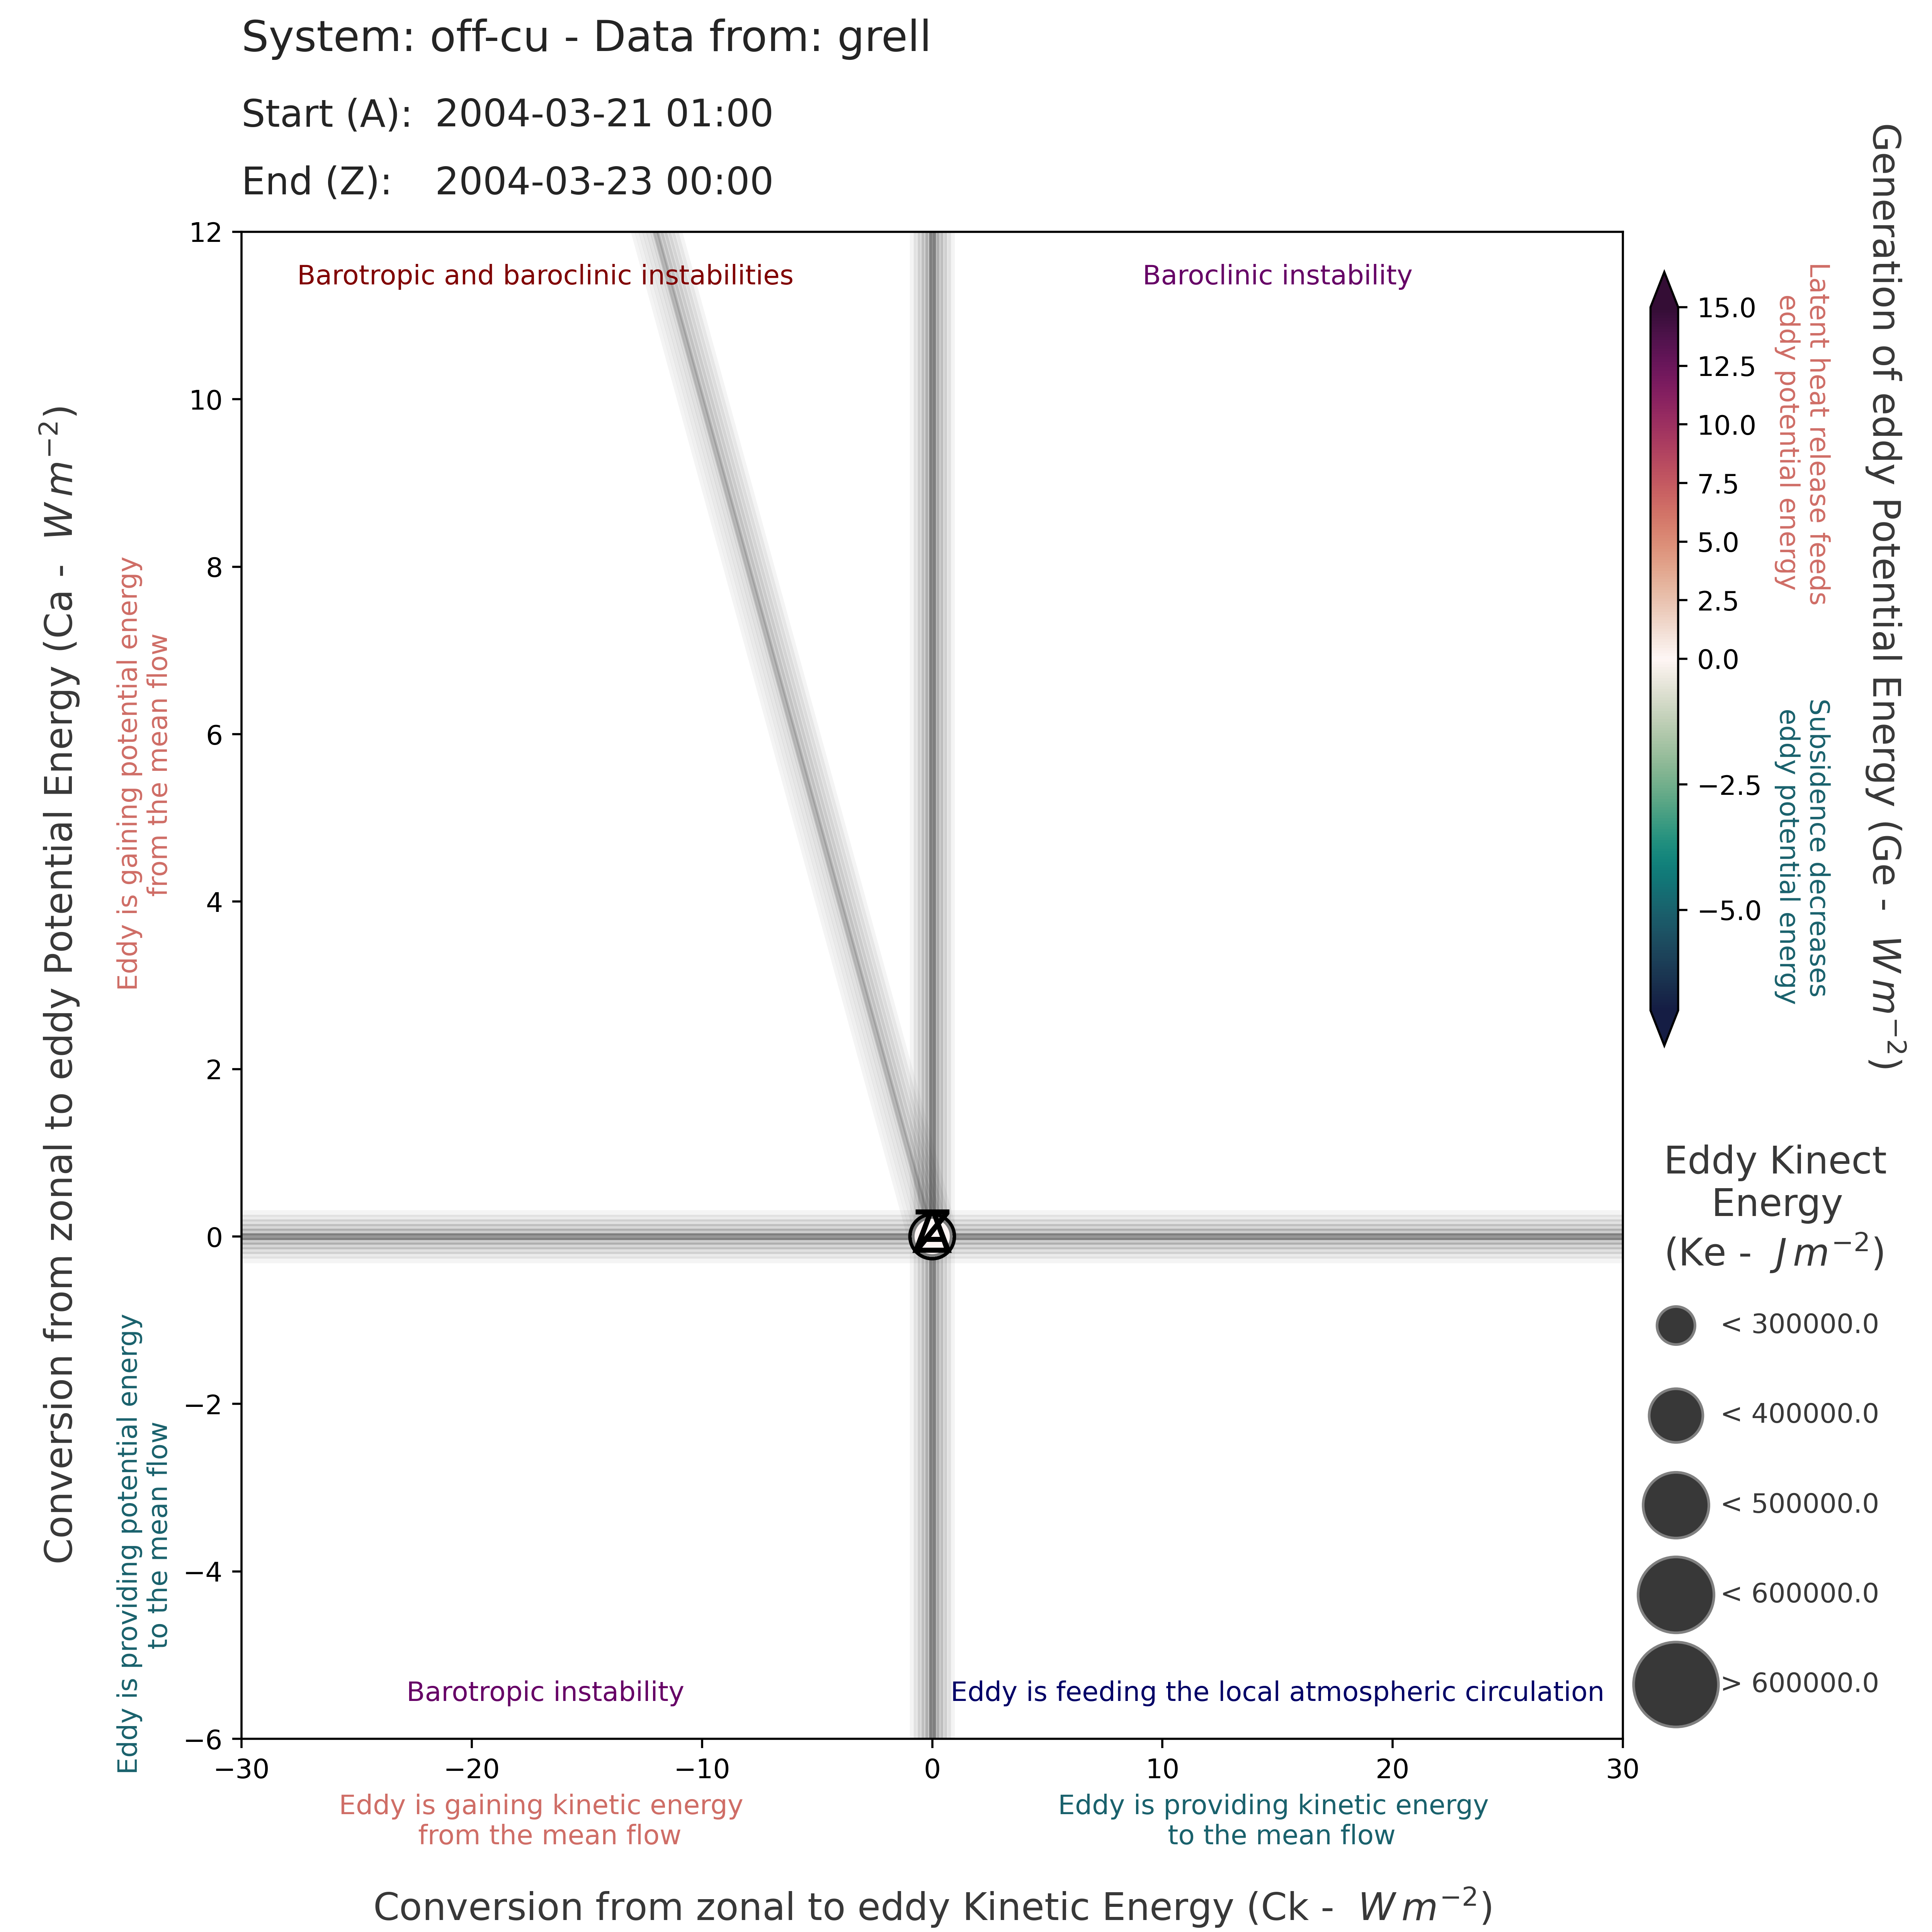 System: off-cu - Data from: grell
Start (A): 2004-03-21 01:00
End (Z): 2004-03-23 00:00
Conversion from zonal to eddy Potential Energy (Ca - W m⁻²)
Eddy is gaining potential energy
from the mean flow
Eddy is providing potential energy
to the mean flow
12
10
8
6
4
2
0
−2
−4
−6
Barotropic and baroclinic instabilities
Baroclinic instability
A
Z
Barotropic instability
Eddy is feeding the local atmospheric circulation
−30
−20
−10
0
10
20
30
Eddy is gaining kinetic energy
from the mean flow
Eddy is providing kinetic energy
to the mean flow
Conversion from zonal to eddy Kinetic Energy (Ck - W m⁻²)
15.0
12.5
10.0
7.5
5.0
2.5
0.0
−2.5
−5.0
Latent heat release feeds
eddy potential energy
Subsidence decreases
eddy potential energy
Generation of eddy Potential Energy (Ge - W m⁻²)
Eddy Kinect
Energy
(Ke - J m⁻²)
< 300000.0
< 400000.0
< 500000.0
< 600000.0
> 600000.0